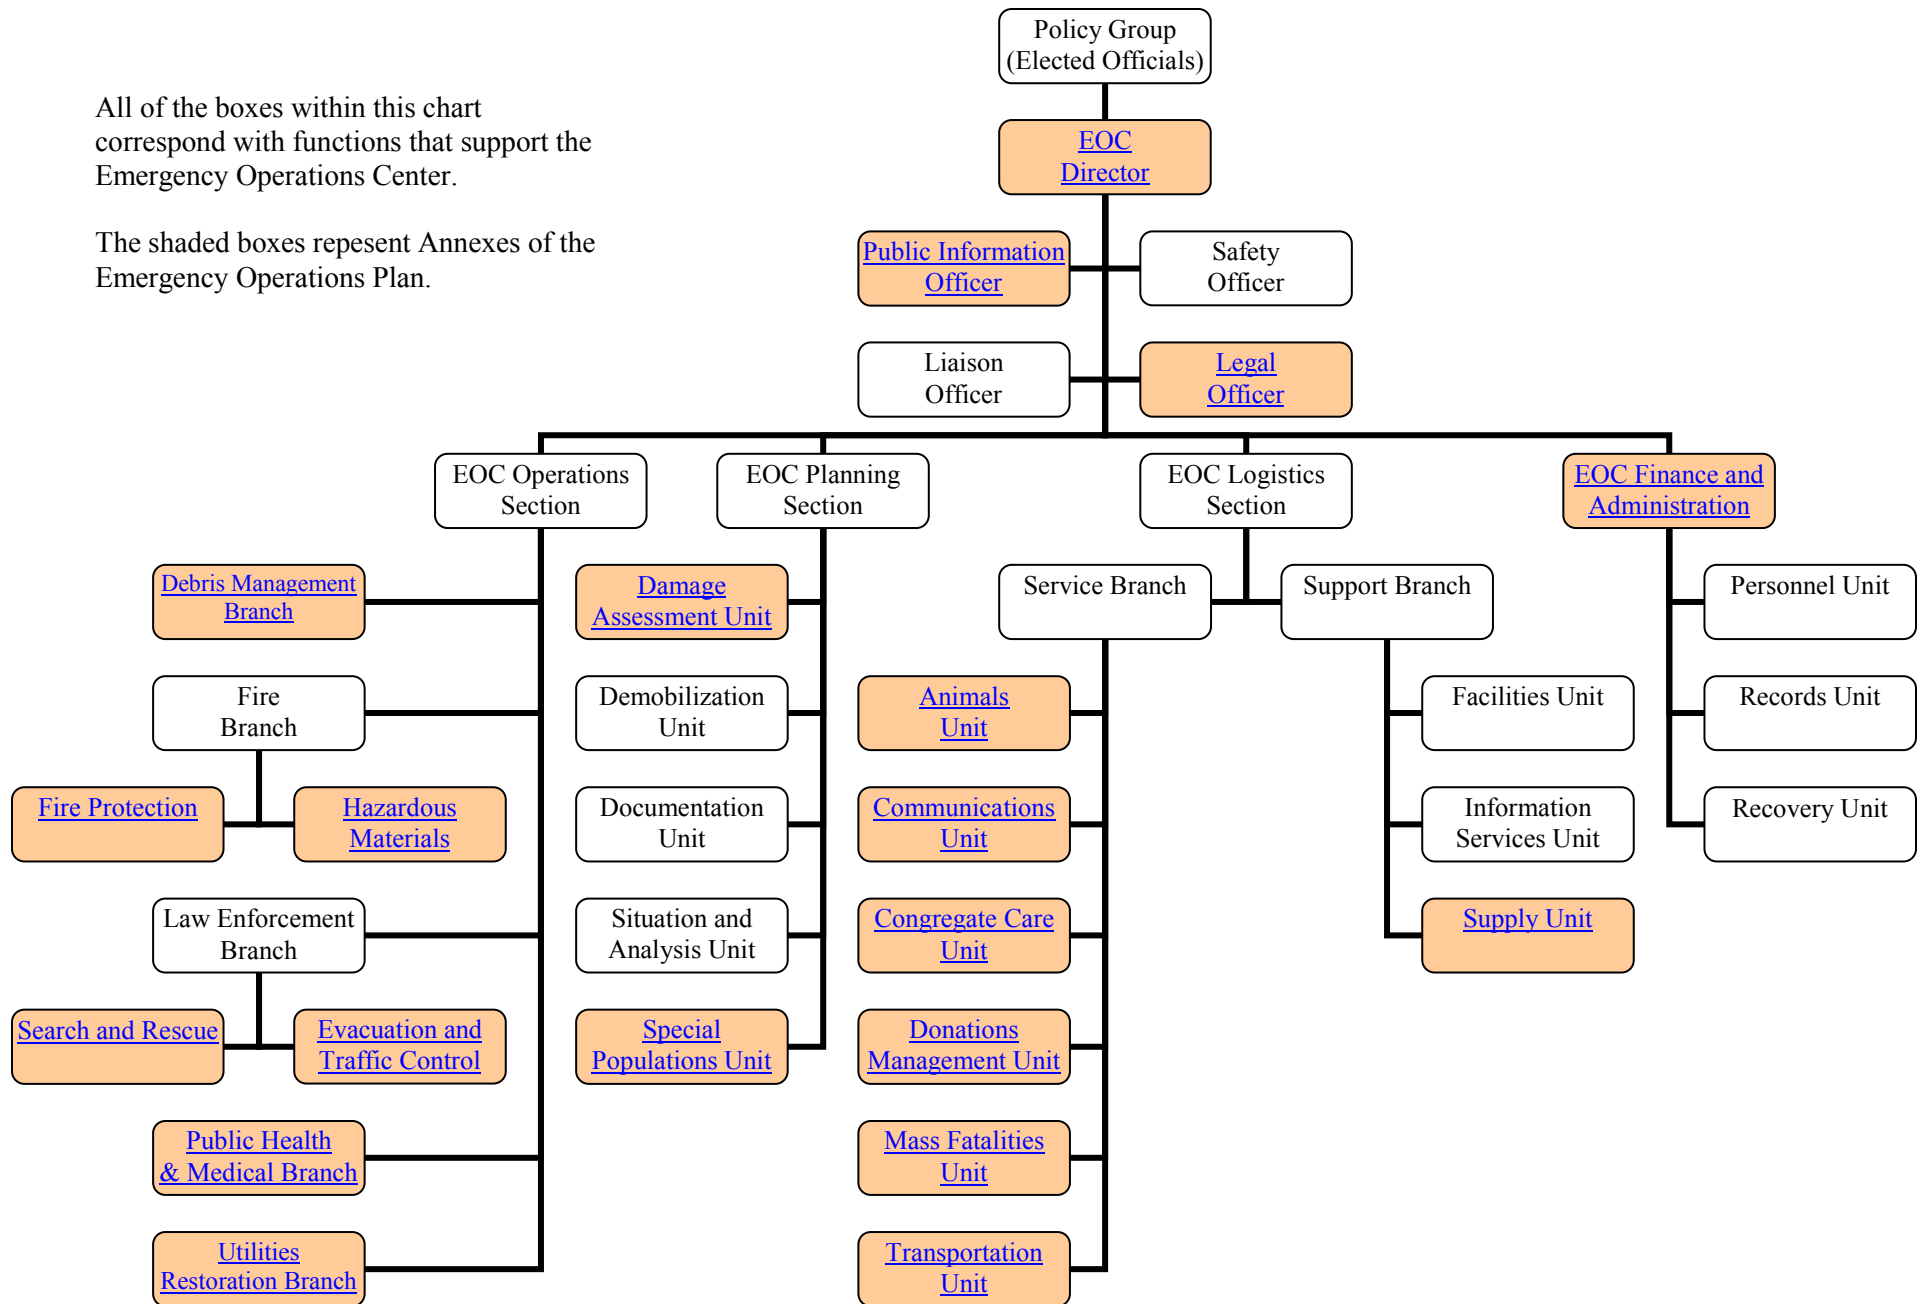 Policy Group
(Elected Officials)
All of the boxes within this chart
correspond with functions that support the
Emergency Operations Center.
The shaded boxes repesent Annexes of the
Emergency Operations Plan.
EOC
Director
Public Information
Officer
Safety
Officer
Liaison
Officer
Legal
Officer
EOC Operations
Section
EOC Planning
Section
EOC Logistics
Section
EOC Finance and
Administration
Debris Management
Branch
Fire
Branch
Fire Protection
Hazardous
Materials
Law Enforcement
Branch
Search and Rescue
Evacuation and
Traffic Control
Public Health
& Medical Branch
Utilities
Restoration Branch
Damage
Assessment Unit
Demobilization
Unit
Documentation
Unit
Situation and
Analysis Unit
Special
Populations Unit
Service Branch
Support Branch
Animals
Unit
Communications
Unit
Congregate Care
Unit
Donations
Management Unit
Mass Fatalities
Unit
Transportation
Unit
Facilities Unit
Information
Services Unit
Supply Unit
Personnel Unit
Records Unit
Recovery Unit